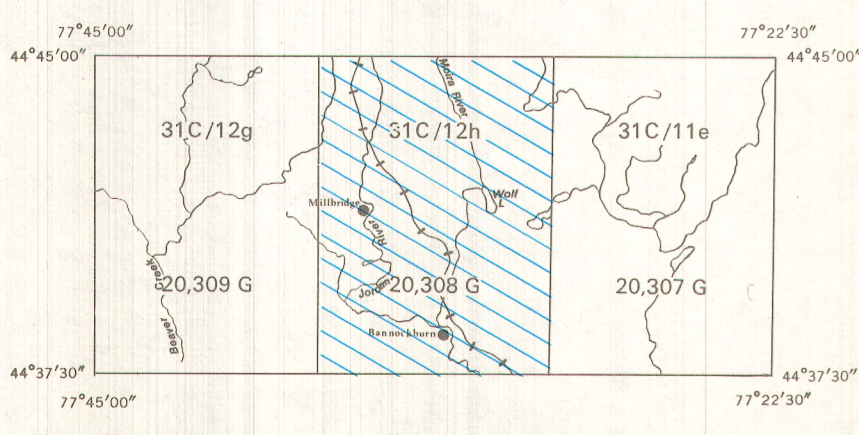 77°45'00" 77°22'30"
44°45'00" 44°45'00"
Moira River
31C/12g 31C/12h 31C/11e
Wolf
L
Millbridge
River
Beaver Creek
20,309 G 20,308 G 20,307 G
Jordan
Bannockburn
44°37'30" 44°37'30"
77°45'00" 77°22'30"